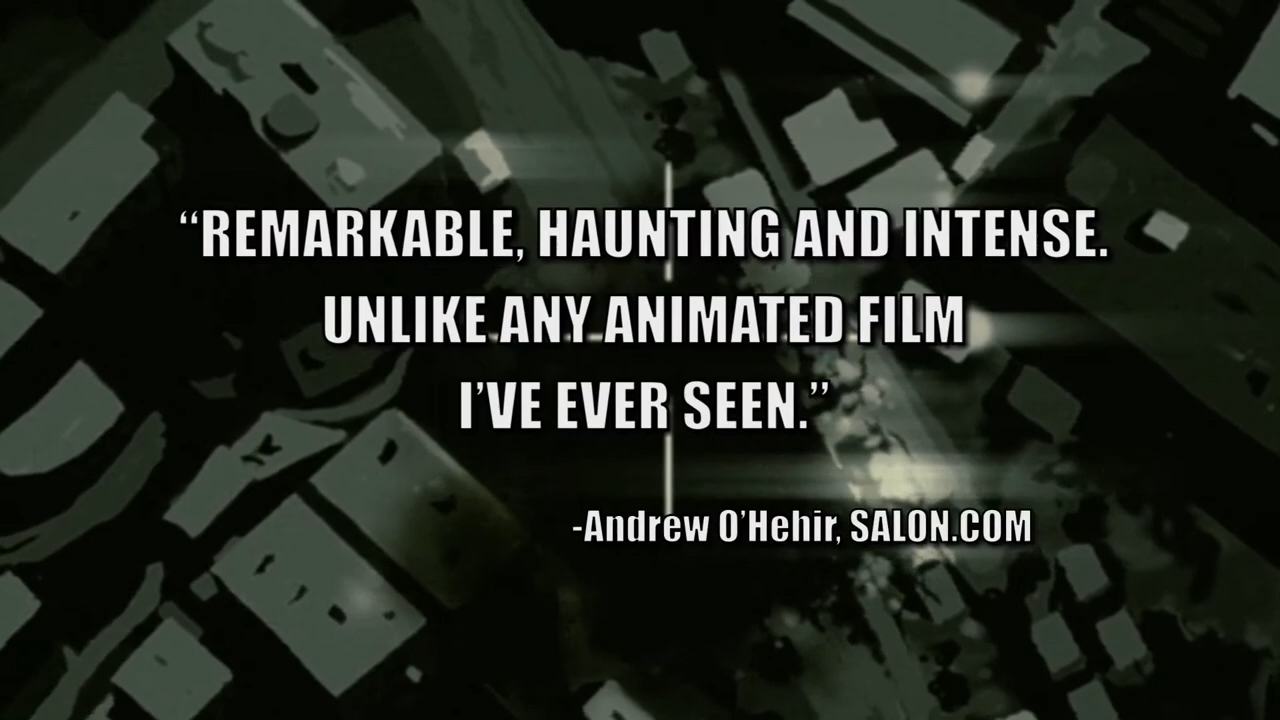 “REMARKABLE, HAUNTING AND INTENSE.
UNLIKE ANY ANIMATED FILM
I’VE EVER SEEN.”
-Andrew O’Hehir, SALON.COM